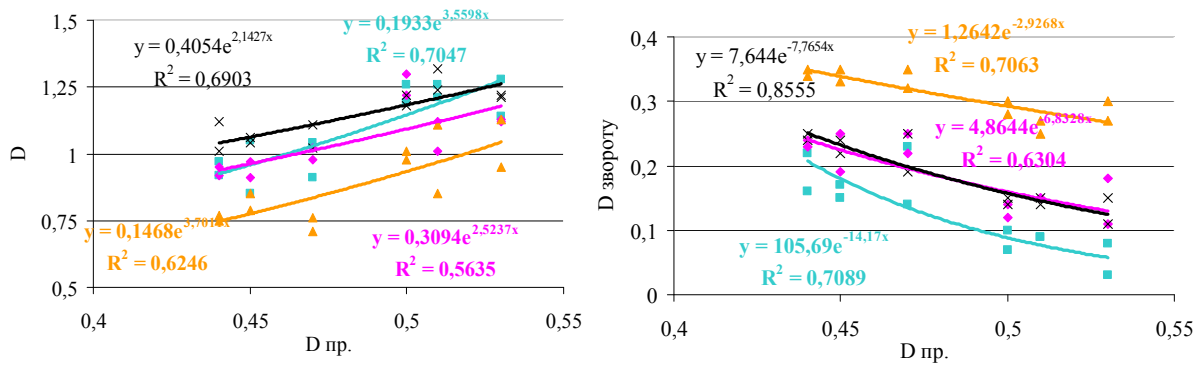 1,5
1,25
1
0,75
0,5
D
0,4
0,45
0,5
0,55
D пр.
y = 0,4054e^2,1427x
R² = 0,6903
y = 0,1933e^3,5598x
R² = 0,7047
R² = 0,6246
y = 0,3094e^2,5237x
R² = 0,5635
0,4
0,3
0,2
0,1
0
D звороту
0,4
0,45
0,5
0,55
D пр.
y = 7,644e^-7,7654x
R² = 0,8555
y = 1,2642e^-2,9268x
R² = 0,7063
y = 4,8644e^-6,8328x
R² = 0,6304
y = 105,69e^-14,17x
R² = 0,7089